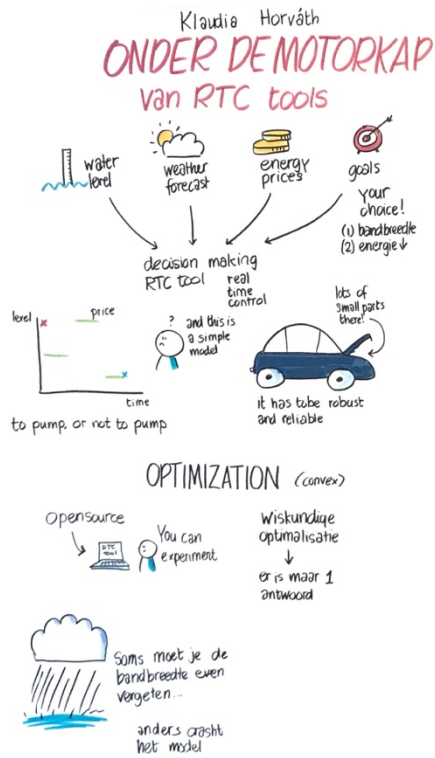 Klaudia Horváth
ONDER DE MOTORKAP
van RTC tools
water
level
weather
forecast
energy
prices
goals
your
choice!
(1) bandbreedte
(2) energie↓
decision making
RTC tool
real
time
control
level
price
time
to pump, or not to pump
?
and this is
a simple
model
lots of
small parts
there!
it has to be robust
and reliable
OPTIMIZATION (convex)
Opensource
RTC
TOOL
You can
experiment
Wiskundige
optimalisatie
↓
er is maar 1
antwoord
Soms moet je de
bandbreedte even
vergeten...
anders crasht
het model